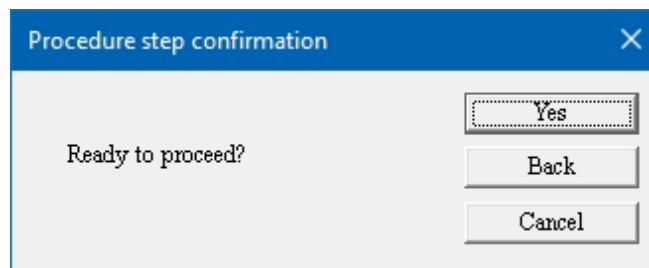 Procedure step confirmation
Ready to proceed?
Yes
Back
Cancel